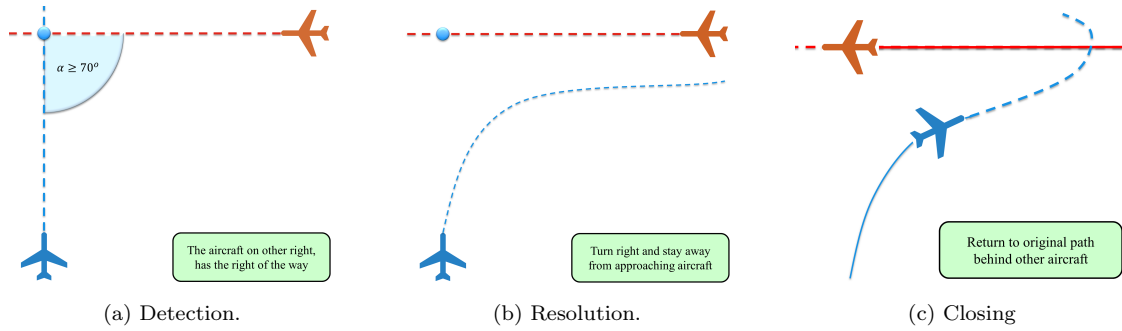 α ≥ 70°
The aircraft on other right,
has the right of the way
Turn right and stay away
from approaching aircraft
Return to original path
behind other aircraft
(a) Detection.
(b) Resolution.
(c) Closing